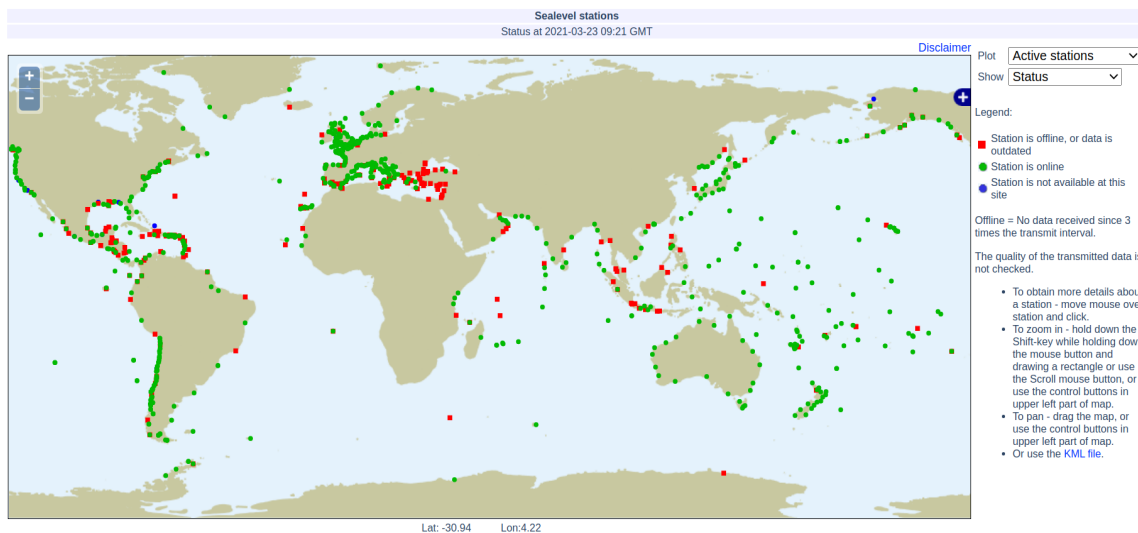 Sealevel stations
Status at 2021-03-23 09:21 GMT
Disclaimer
Plot Active stations
Show Status
+
−
+
Legend:
Station is offline, or data is
outdated
Station is online
Station is not available at this
site
Offline = No data received since 3
times the transmit interval.
The quality of the transmitted data is
not checked.
• To obtain more details abou
a station - move mouse ove
station and click.
• To zoom in - hold down the
Shift-key while holding dow
the mouse button and
drawing a rectangle or use
the Scroll mouse button, or
use the control buttons in
upper left part of map.
• To pan - drag the map, or
use the control buttons in
upper left part of map.
• Or use the KML file.
Lat: -30.94 Lon:4.22